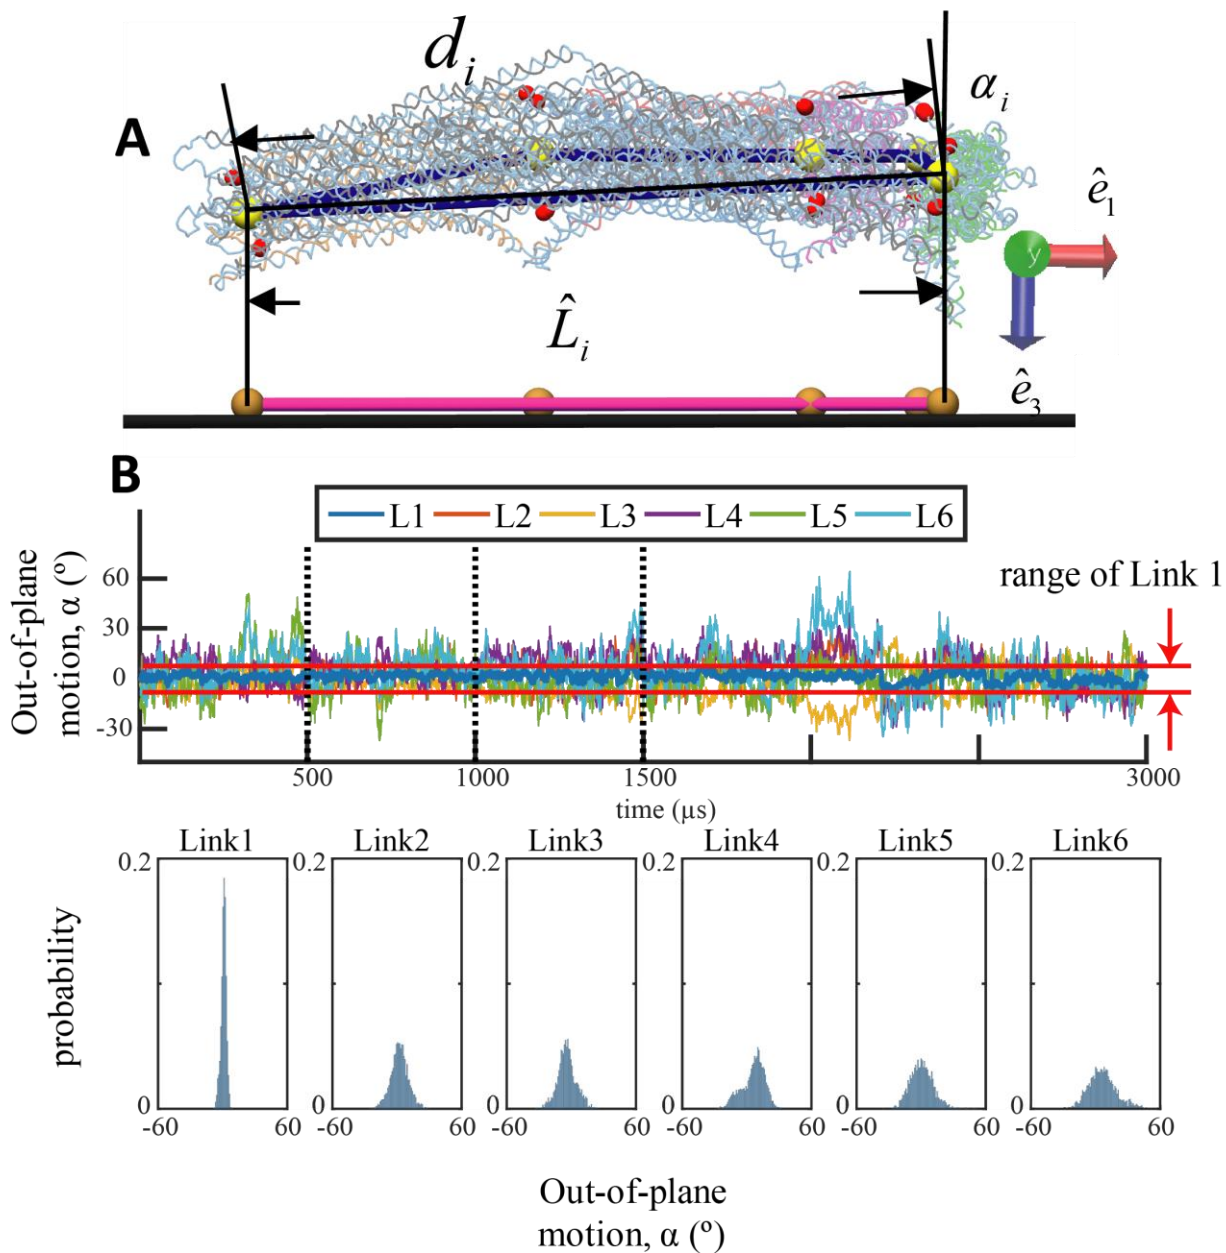 A
d_i
α_i
ê_1
y
L̂_i
ê_3
B
L1 L2 L3 L4 L5 L6
Out-of-plane
motion, α (º)
60
30
0
-30
range of Link 1
500 1000 1500 3000
time (µs)
Link1 Link2 Link3 Link4 Link5 Link6
probability
0.2 0.2 0.2 0.2 0.2 0.2
0 0 0 0 0 0
-60 60 -60 60 -60 60 -60 60 -60 60 -60 60
Out-of-plane
motion, α (º)